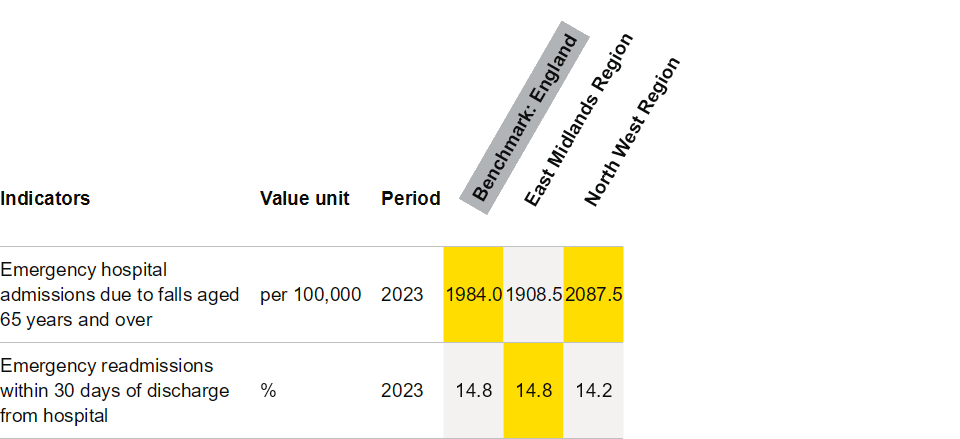 Benchmark: England
East Midlands Region
North West Region
Indicators Value unit Period
Emergency hospital
admissions due to falls aged per 100,000 2023 1984.0 1908.5 2087.5
65 years and over
Emergency readmissions
within 30 days of discharge % 2023 14.8 14.8 14.2
from hospital